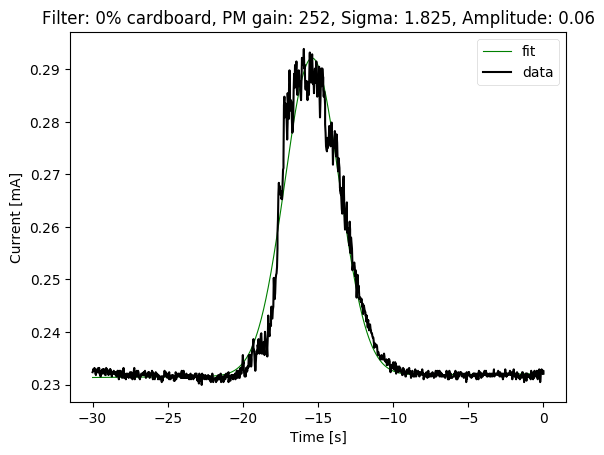 Filter: 0% cardboard, PM gain: 252, Sigma: 1.825, Amplitude: 0.06
fit
data
0.29
0.28
0.27
0.26
0.25
0.24
0.23
Current [mA]
−30
−25
−20
−15
−10
−5
0
Time [s]